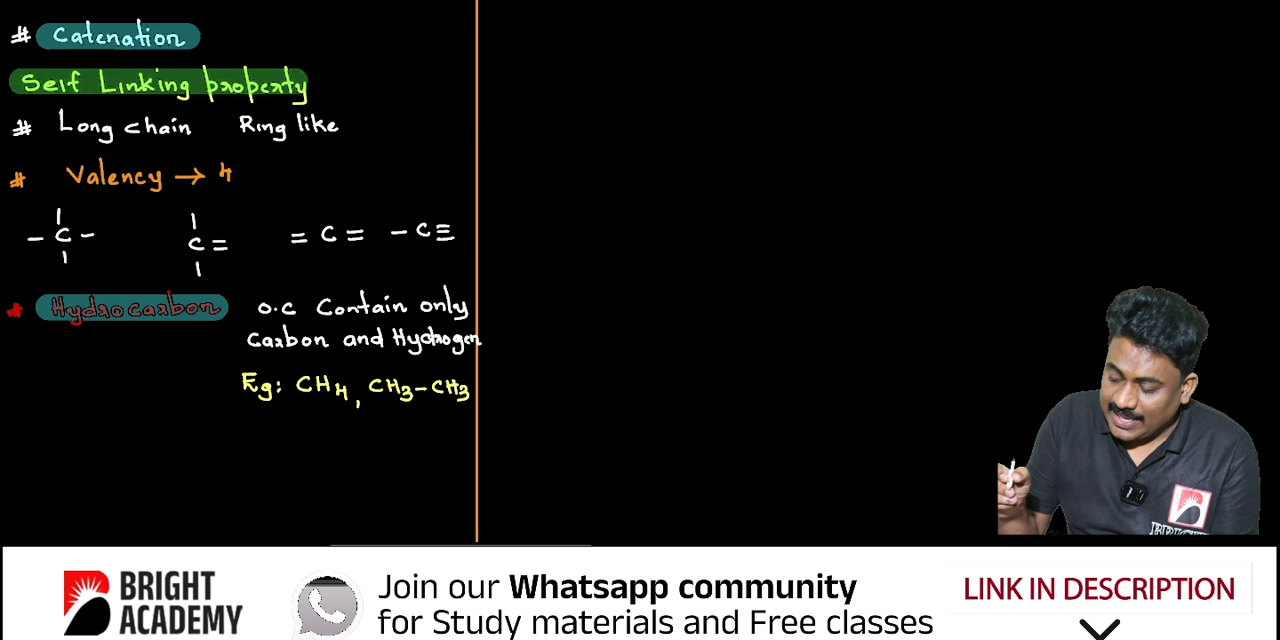 # Catenation
Self Linking property
# Long chain Ring like
# Valency → 4
– C – C = = C = – C ≡
* Hydrocarbon O.C Contain only
Carbon and Hydrogen
Eg: CH4, CH3–CH3
BRIGHT
ACADEMY
Join our Whatsapp community
for Study materials and Free classes
LINK IN DESCRIPTION